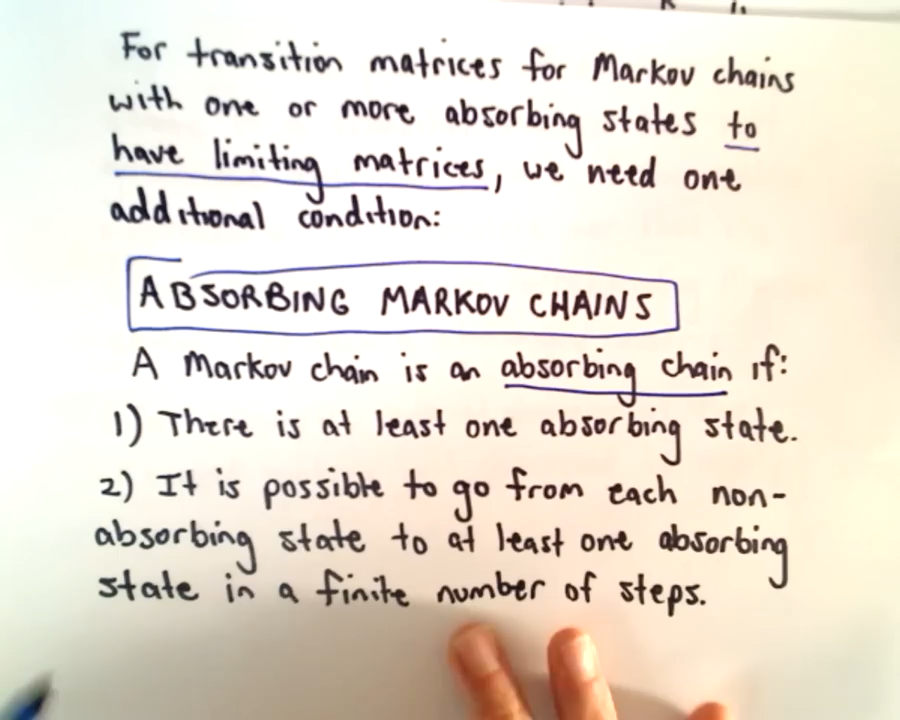 For transition matrices for Markov chains
with one or more absorbing states to
have limiting matrices, we need one
additional condition:
ABSORBING MARKOV CHAINS
A Markov chain is an absorbing chain if:
1) There is at least one absorbing state.
2) It is possible to go from each non-
absorbing state to at least one absorbing
state in a finite number of steps.